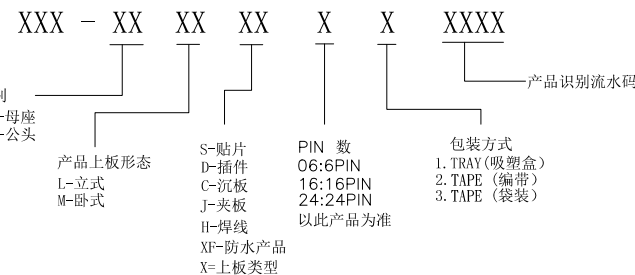 XXX - XX XX XX X X XXXX
产品识别流水码
-母座
-公头
产品上板形态
L-立式
M-卧式
S-贴片
D-插件
C-沉板
J-夹板
H-焊线
XF-防水产品
X=上板类型
PIN 数
06:6PIN
16:16PIN
24:24PIN
以此产品为准
包装方式
1. TRAY(吸塑盒)
2. TAPE (编带)
3. TAPE (袋装)